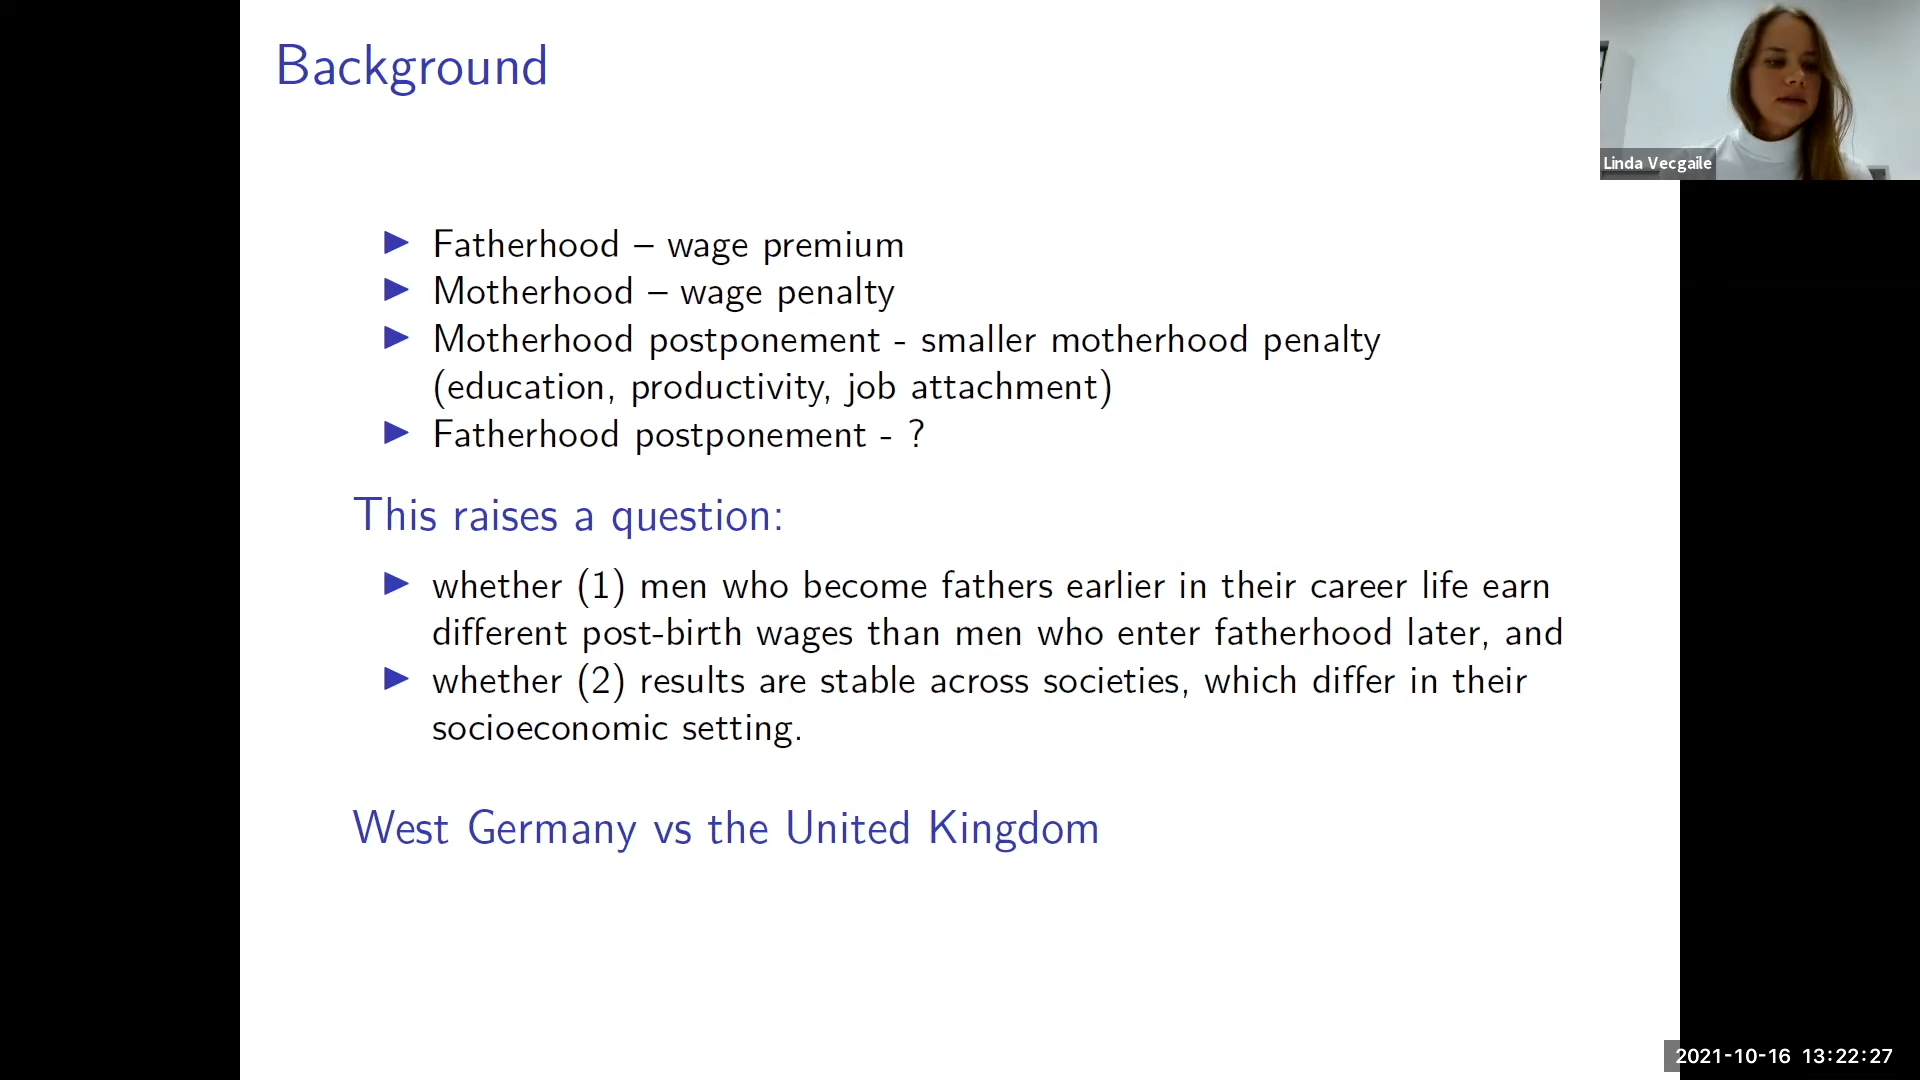 Background
Linda Vecgaile
▶ Fatherhood – wage premium
▶ Motherhood – wage penalty
▶ Motherhood postponement - smaller motherhood penalty
(education, productivity, job attachment)
▶ Fatherhood postponement - ?
This raises a question:
▶ whether (1) men who become fathers earlier in their career life earn
different post-birth wages than men who enter fatherhood later, and
▶ whether (2) results are stable across societies, which differ in their
socioeconomic setting.
West Germany vs the United Kingdom
2021-10-16 13:22:27